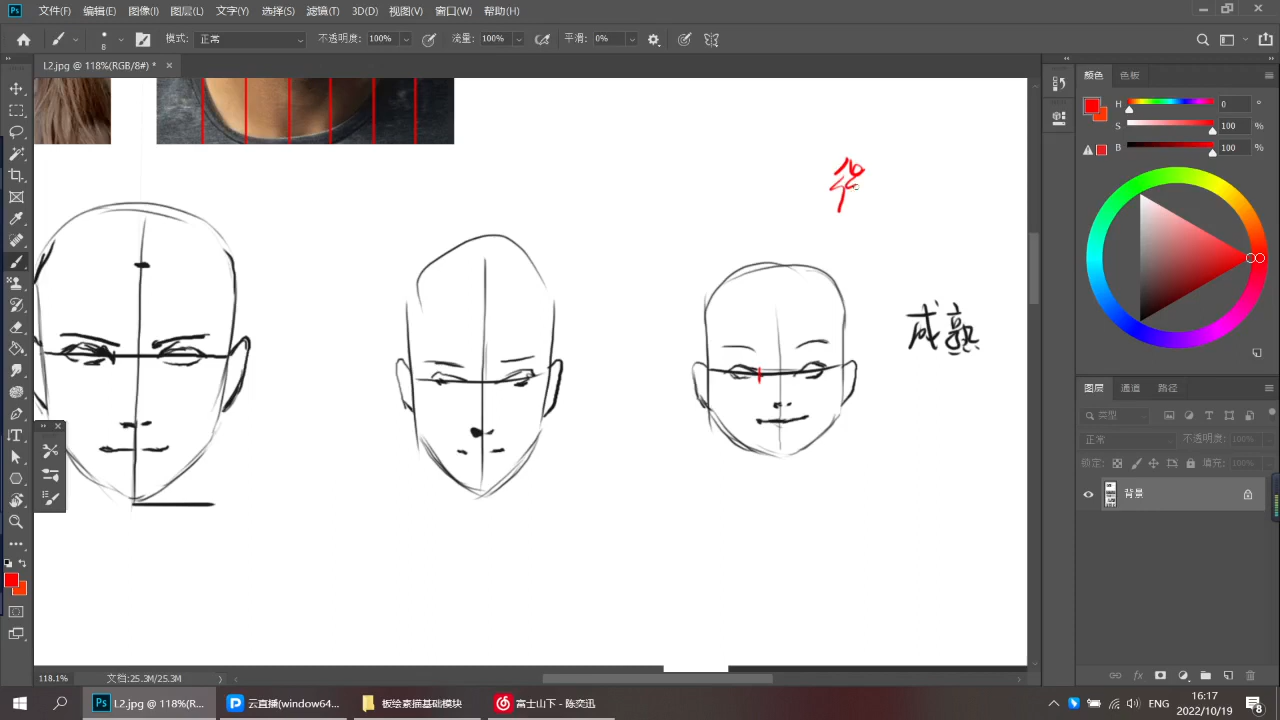 Ps 文件(F) 编辑(E) 图像(I) 图层(L) 文字(Y) 选择(S) 滤镜(T) 3D(D) 视图(V) 窗口(W) 帮助(H)
8 模式: 正常 不透明度: 100% 流量: 100% 平滑: 0%
L2.jpg @ 118%(RGB/8#) * ×
颜色 色板
H 0 °
S 100 %
B 100 %
成熟
图层 通道 路径
类型
正常 不透明度: 100%
锁定: 填充: 100%
背景
118.1% 文档:25.3M/25.3M
L2.jpg @ 118%(R... 云直播(window64... 板绘素描基础模块 富士山下 - 陈奕迅
ENG
16:17
2022/10/19
8